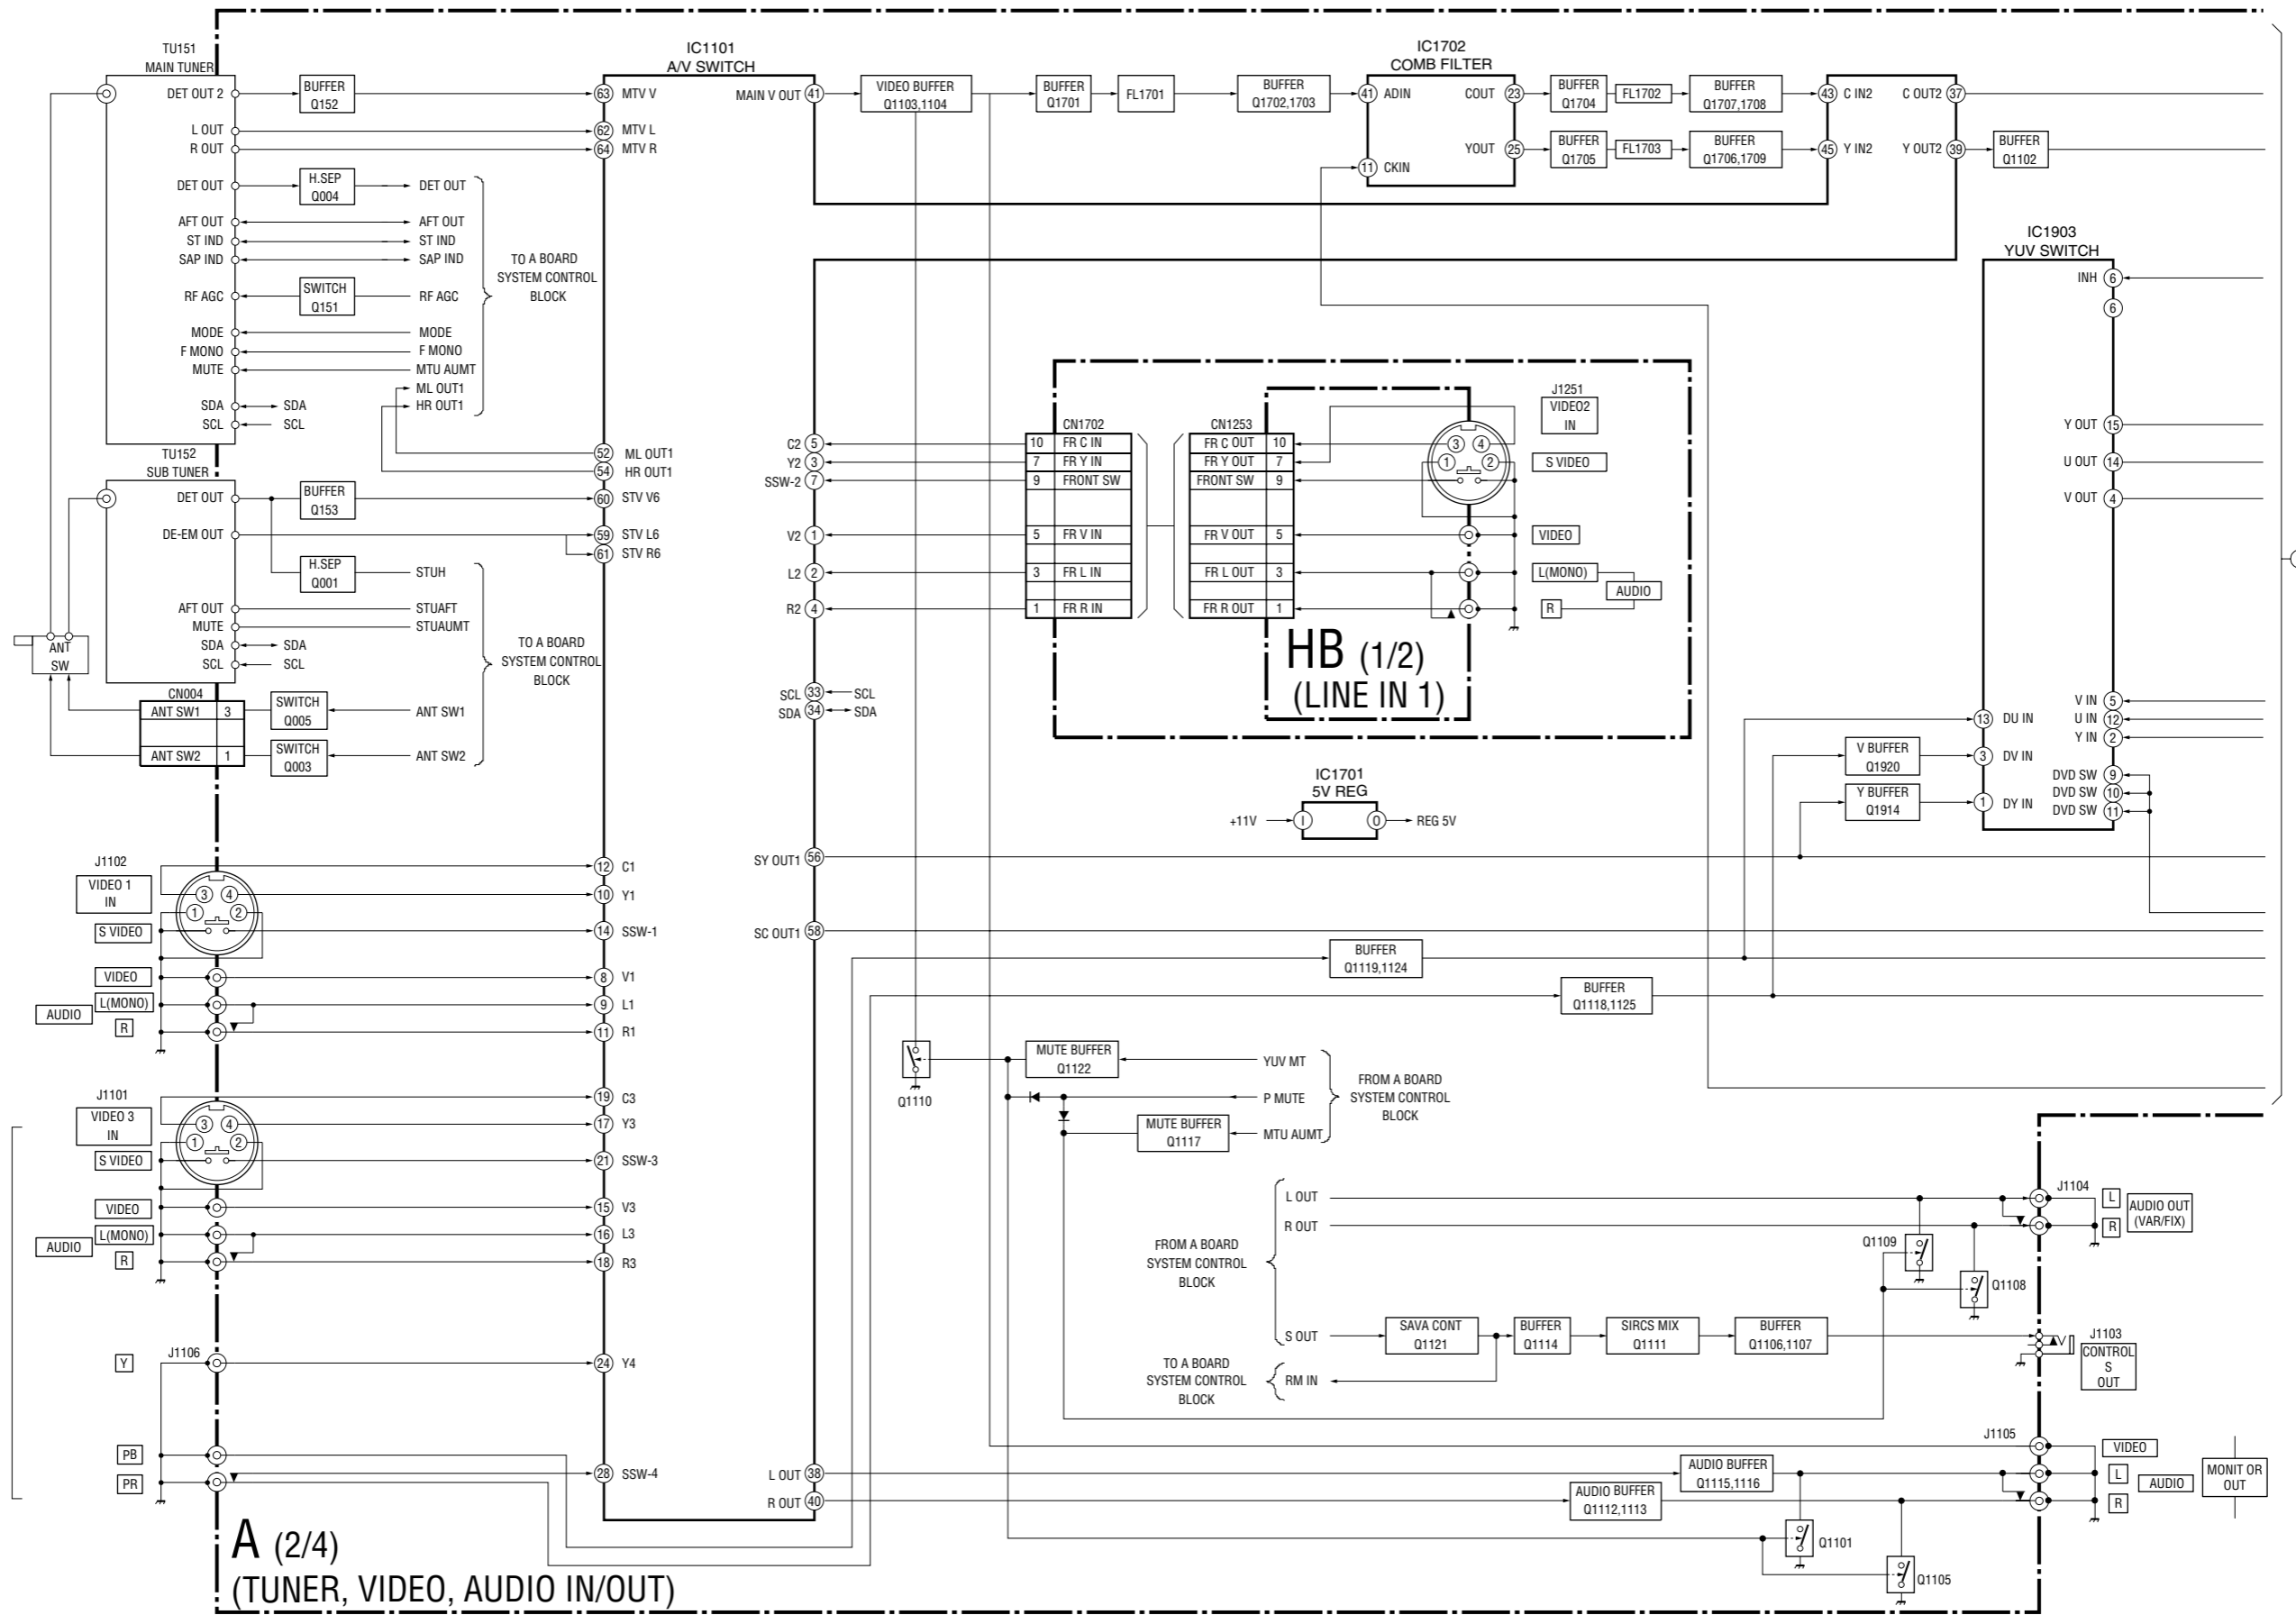 TU151
MAIN TUNER
DET OUT 2
L OUT
R OUT
DET OUT
AFT OUT
ST IND
SAP IND
RF AGC
MODE
F MONO
MUTE
SDA
SCL
BUFFER
Q152
H.SEP
Q004
SWITCH
Q151
DET OUT
AFT OUT
ST IND
SAP IND
RF AGC
MODE
F MONO
MTU AUMT
ML OUT1
HR OUT1
SDA
SCL
TO A BOARD
SYSTEM CONTROL
BLOCK
TU152
SUB TUNER
DET OUT
DE-EM OUT
AFT OUT
MUTE
SDA
SCL
BUFFER
Q153
H.SEP
Q001
STUH
STUAFT
STUAUMT
SDA
SCL
TO A BOARD
SYSTEM CONTROL
BLOCK
ANT
SW
CN004
ANT SW1 3
ANT SW2 1
SWITCH
Q005
SWITCH
Q003
ANT SW1
ANT SW2
IC1101
A/V SWITCH
63 MTV V
62 MTV L
64 MTV R
52 ML OUT1
54 HR OUT1
60 STV V6
59 STV L6
61 STV R6
12 C1
10 Y1
14 SSW-1
8 V1
9 L1
11 R1
19 C3
17 Y3
21 SSW-3
15 V3
16 L3
18 R3
24 Y4
28 SSW-4
MAIN V OUT 41
C2 5
Y2 3
SSW-2 7
V2 1
L2 2
R2 4
SCL 33 SCL
SDA 34 SDA
SY OUT1 56
SC OUT1 58
L OUT 38
R OUT 40
43 C IN2
45 Y IN2
C OUT2 37
Y OUT2 39
VIDEO BUFFER
Q1103,1104
BUFFER
Q1701
FL1701
BUFFER
Q1702,1703
IC1702
COMB FILTER
41 ADIN
11 CKIN
COUT 23
YOUT 25
BUFFER
Q1704
FL1702
BUFFER
Q1707,1708
BUFFER
Q1705
FL1703
BUFFER
Q1706,1709
BUFFER
Q1102
IC1903
YUV SWITCH
INH 6
6
Y OUT 15
U OUT 14
V OUT 4
V IN 5
U IN 12
Y IN 2
DVD SW 9
DVD SW 10
DVD SW 11
13 DU IN
3 DV IN
1 DY IN
V BUFFER
Q1920
Y BUFFER
Q1914
CN1702
10 FR C IN
7 FR Y IN
9 FRONT SW
5 FR V IN
3 FR L IN
1 FR R IN
CN1253
FR C OUT 10
FR Y OUT 7
FRONT SW 9
FR V OUT 5
FR L OUT 3
FR R OUT 1
3 4
1 2
J1251
VIDEO2
IN
S VIDEO
VIDEO
L(MONO)
AUDIO
R
HB (1/2)
(LINE IN 1)
IC1701
5V REG
+11V I O REG 5V
J1102
VIDEO 1
IN
S VIDEO
VIDEO
L(MONO)
AUDIO
R
3 4
1 2
J1101
VIDEO 3
IN
S VIDEO
VIDEO
L(MONO)
AUDIO
R
3 4
1 2
J1106
Y
PB
PR
BUFFER
Q1119,1124
BUFFER
Q1118,1125
Q1110
MUTE BUFFER
Q1122
MUTE BUFFER
Q1117
YUV MT
P MUTE
MTU AUMT
FROM A BOARD
SYSTEM CONTROL
BLOCK
L OUT
R OUT
S OUT
FROM A BOARD
SYSTEM CONTROL
BLOCK
TO A BOARD
SYSTEM CONTROL
BLOCK
RM IN
SAVA CONT
Q1121
BUFFER
Q1114
SIRCS MIX
Q1111
BUFFER
Q1106,1107
Q1109
Q1108
J1104
L
R
AUDIO OUT
(VAR/FIX)
J1103
CONTROL
S
OUT
J1105
VIDEO
L
AUDIO
R
MONIT OR
OUT
AUDIO BUFFER
Q1115,1116
AUDIO BUFFER
Q1112,1113
Q1101
Q1105
A (2/4)
(TUNER, VIDEO, AUDIO IN/OUT)